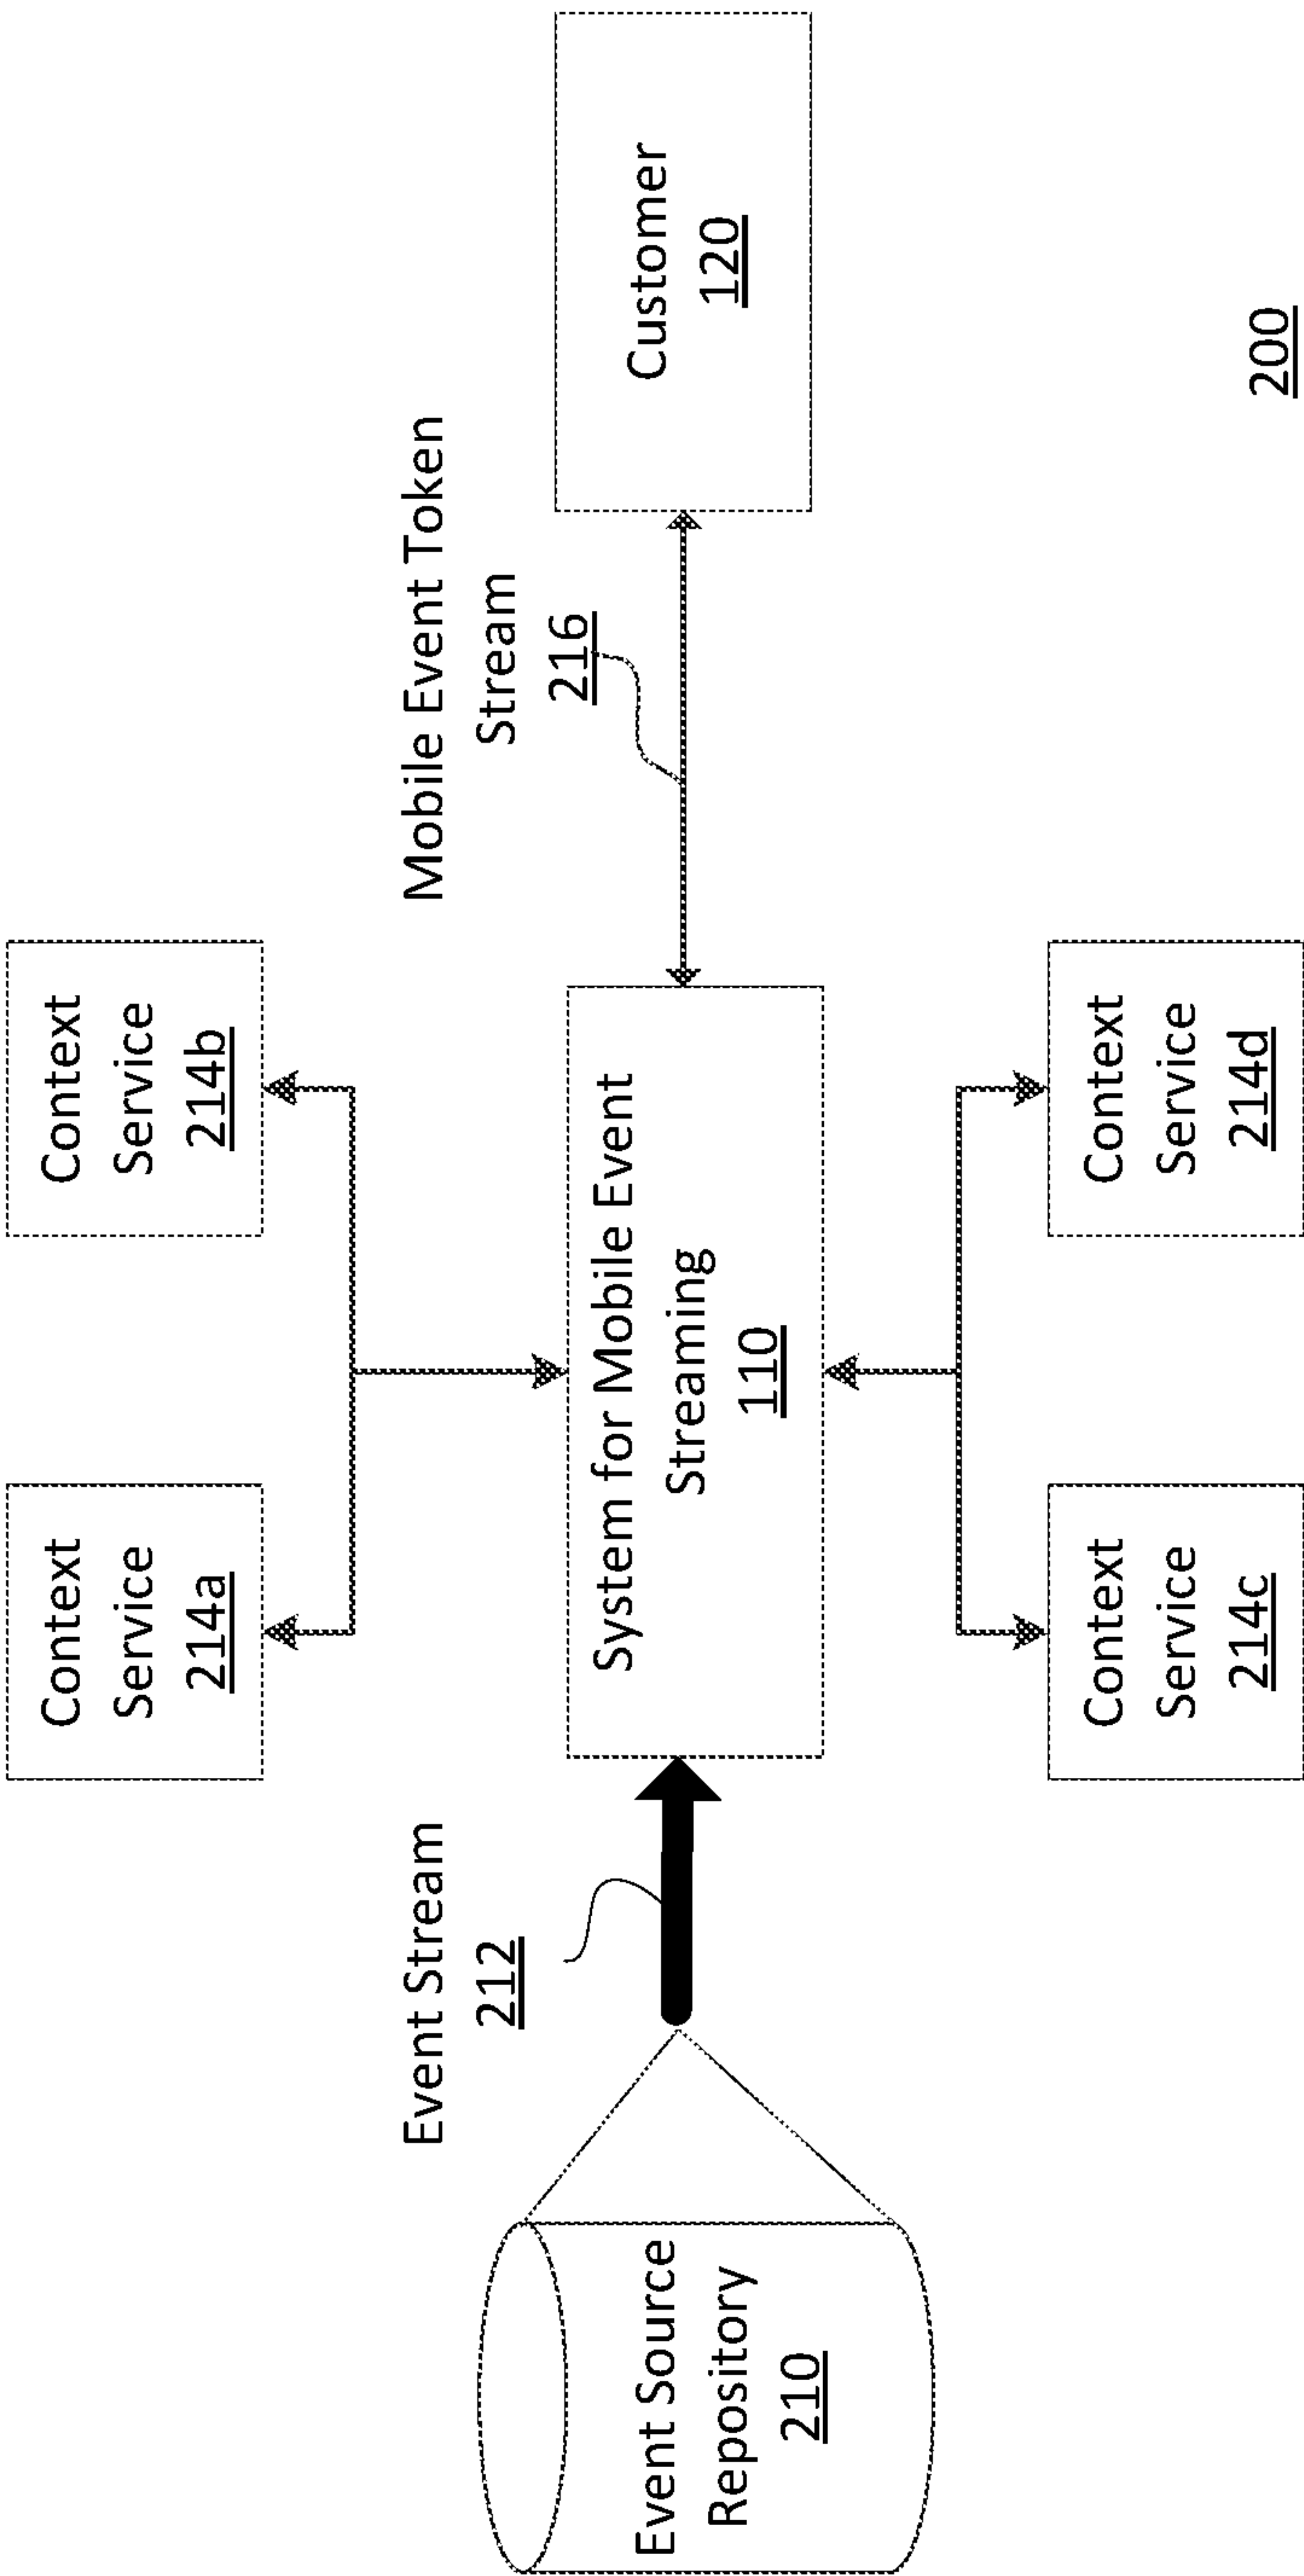 Context
Service
214a
Context
Service
214b
Event Stream
212
Mobile Event Token
Stream
216
Event Source
Repository
210
System for Mobile Event
Streaming
110
Customer
120
Context
Service
214c
Context
Service
214d
200